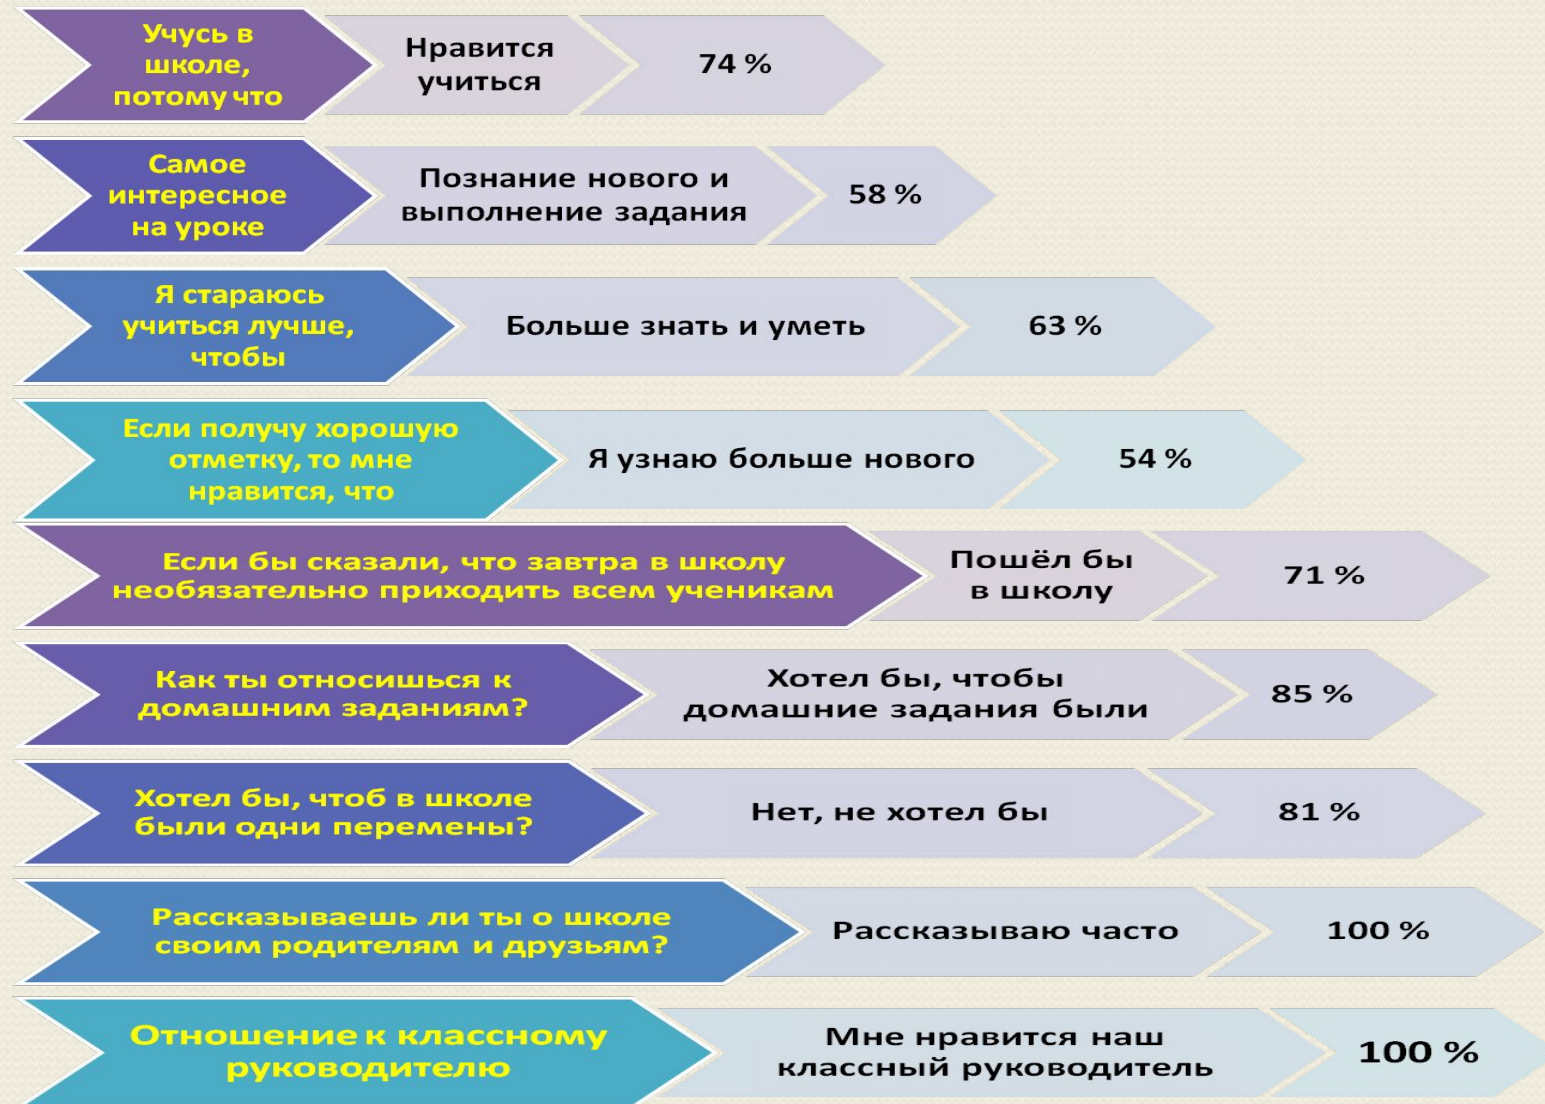 Учусь в
школе,
потому что
Нравится
учиться
74 %
Самое
интересное
на уроке
Познание нового и
выполнение задания
58 %
Я стараюсь
учиться лучше,
чтобы
Больше знать и уметь
63 %
Если получу хорошую
отметку, то мне
нравится, что
Я узнаю больше нового
54 %
Если бы сказали, что завтра в школу
необязательно приходить всем ученикам
Пошёл бы
в школу
71 %
Как ты относишься к
домашним заданиям?
Хотел бы, чтобы
домашние задания были
85 %
Хотел бы, чтоб в школе
были одни перемены?
Нет, не хотел бы
81 %
Рассказываешь ли ты о школе
своим родителям и друзьям?
Рассказываю часто
100 %
Отношение к классному
руководителю
Мне нравится наш
классный руководитель
100 %